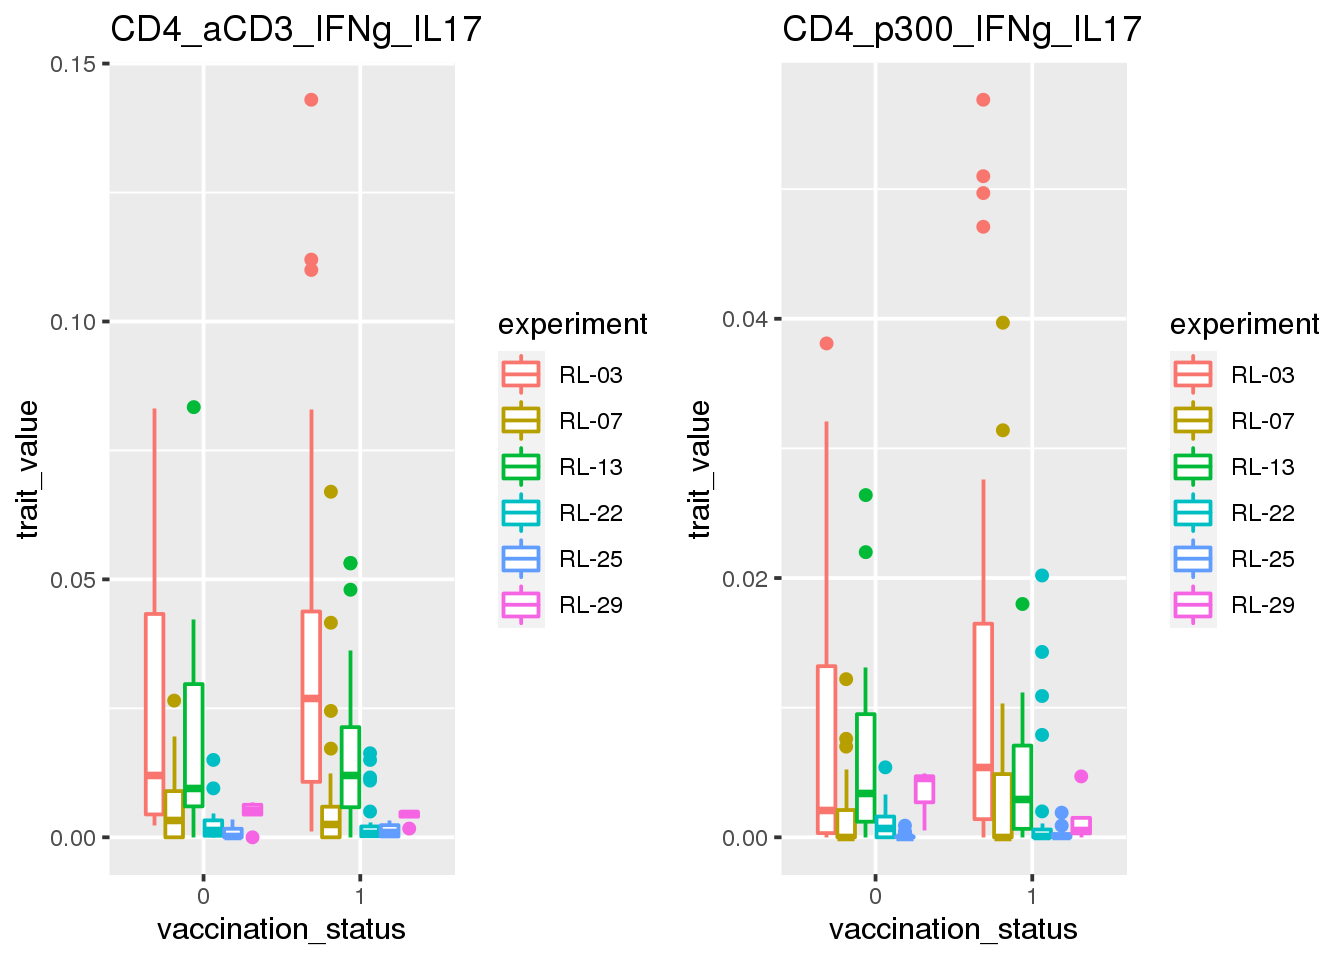 CD4_aCD3_IFNg_IL17
0.15
0.10
0.05
0.00
trait_value
0
1
vaccination_status
experiment
RL-03
RL-07
RL-13
RL-22
RL-25
RL-29
CD4_p300_IFNg_IL17
0.04
0.02
0.00
trait_value
0
1
vaccination_status
experiment
RL-03
RL-07
RL-13
RL-22
RL-25
RL-29